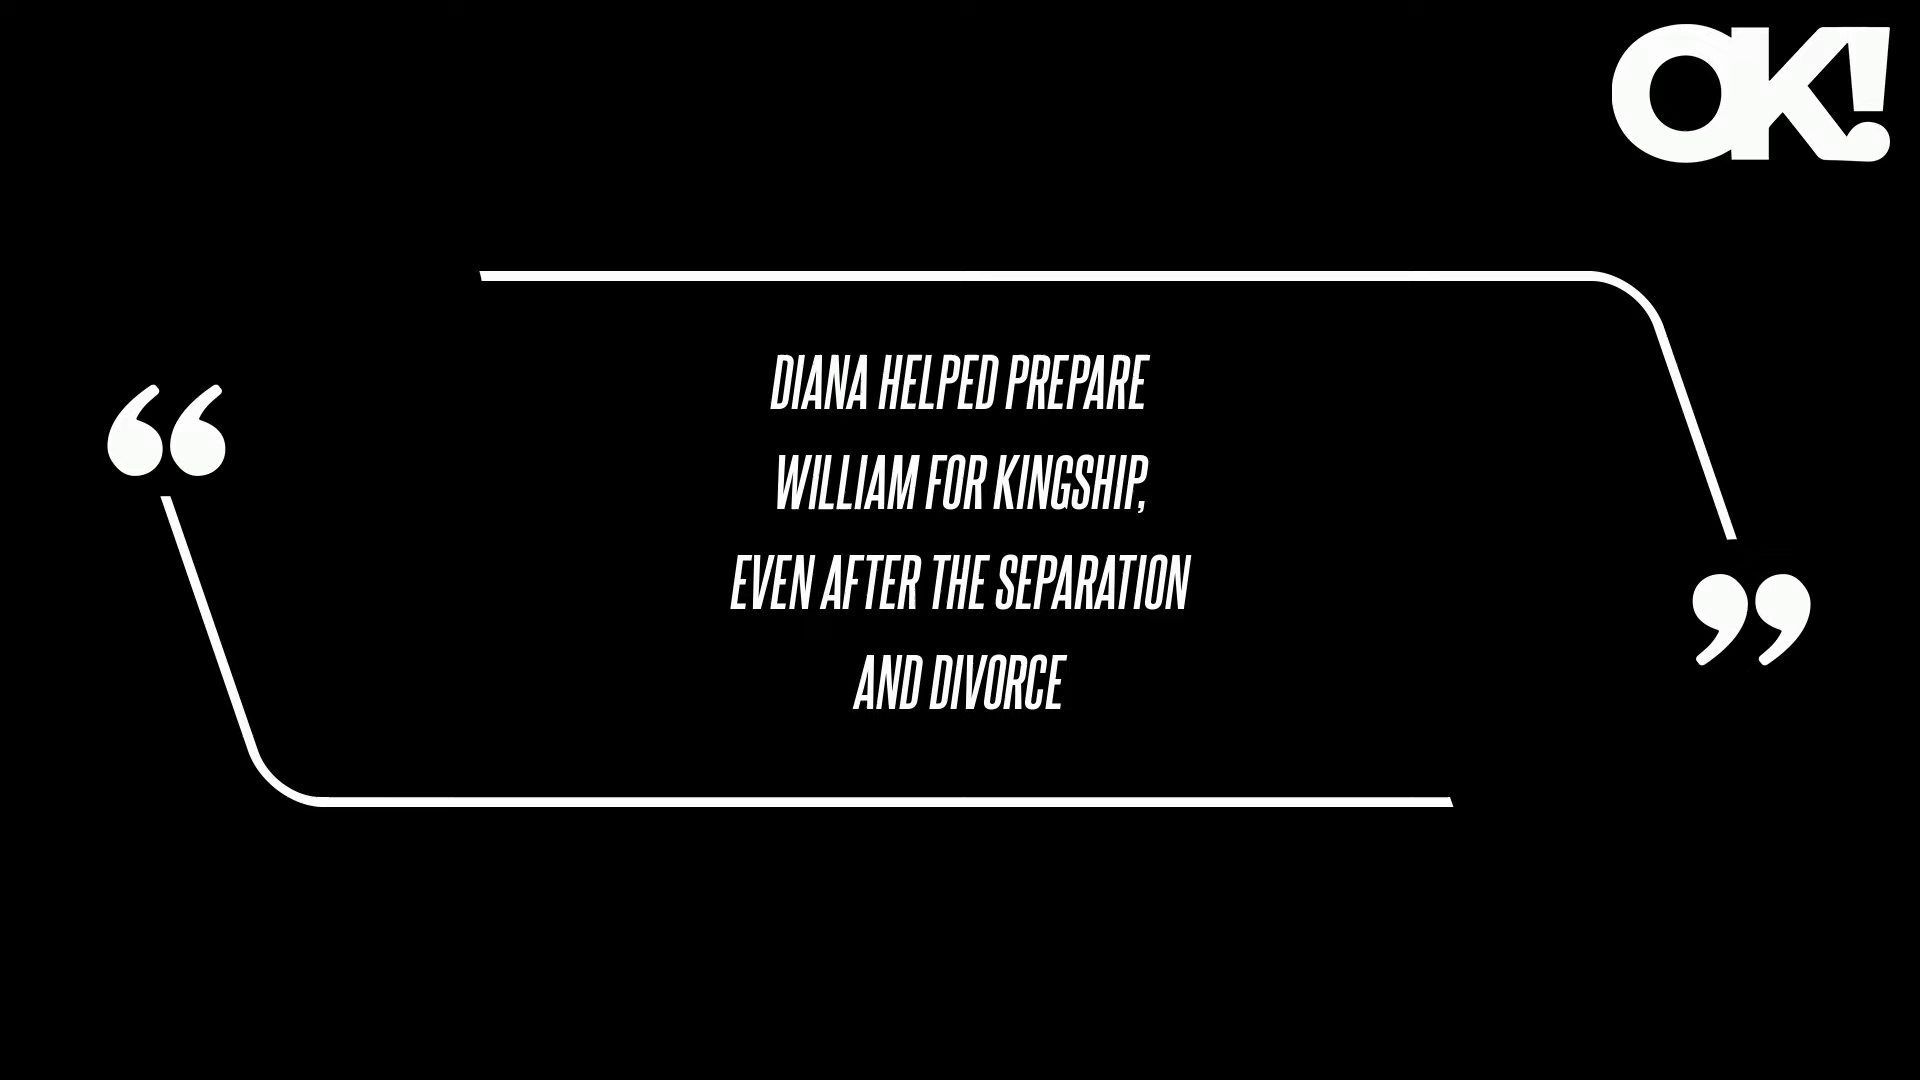 OK!
DIANA HELPED PREPARE
WILLIAM FOR KINGSHIP,
EVEN AFTER THE SEPARATION
AND DIVORCE